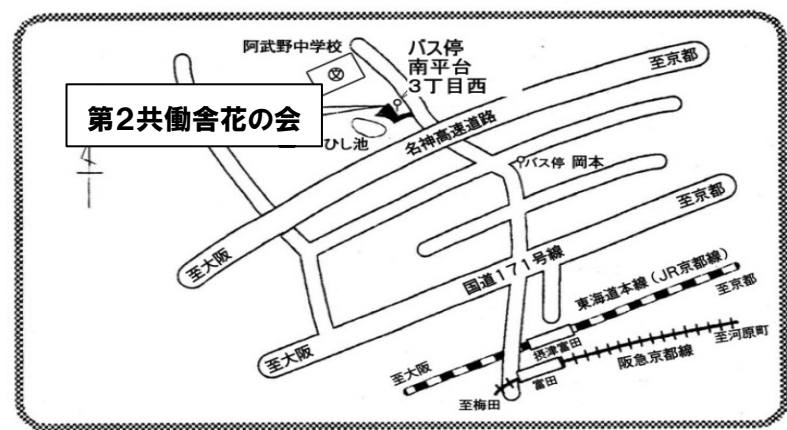 阿武野中学校
バス停
南平台
3丁目西
至京都
文
第2共働舎花の会
ひし池
名神高速道路
バス停 岡本
至京都
至大阪
国道171号線
東海道本線(JR京都線)
至京都
至大阪
摂津富田
至河原町
至大阪
阪急京都線
富田
至梅田